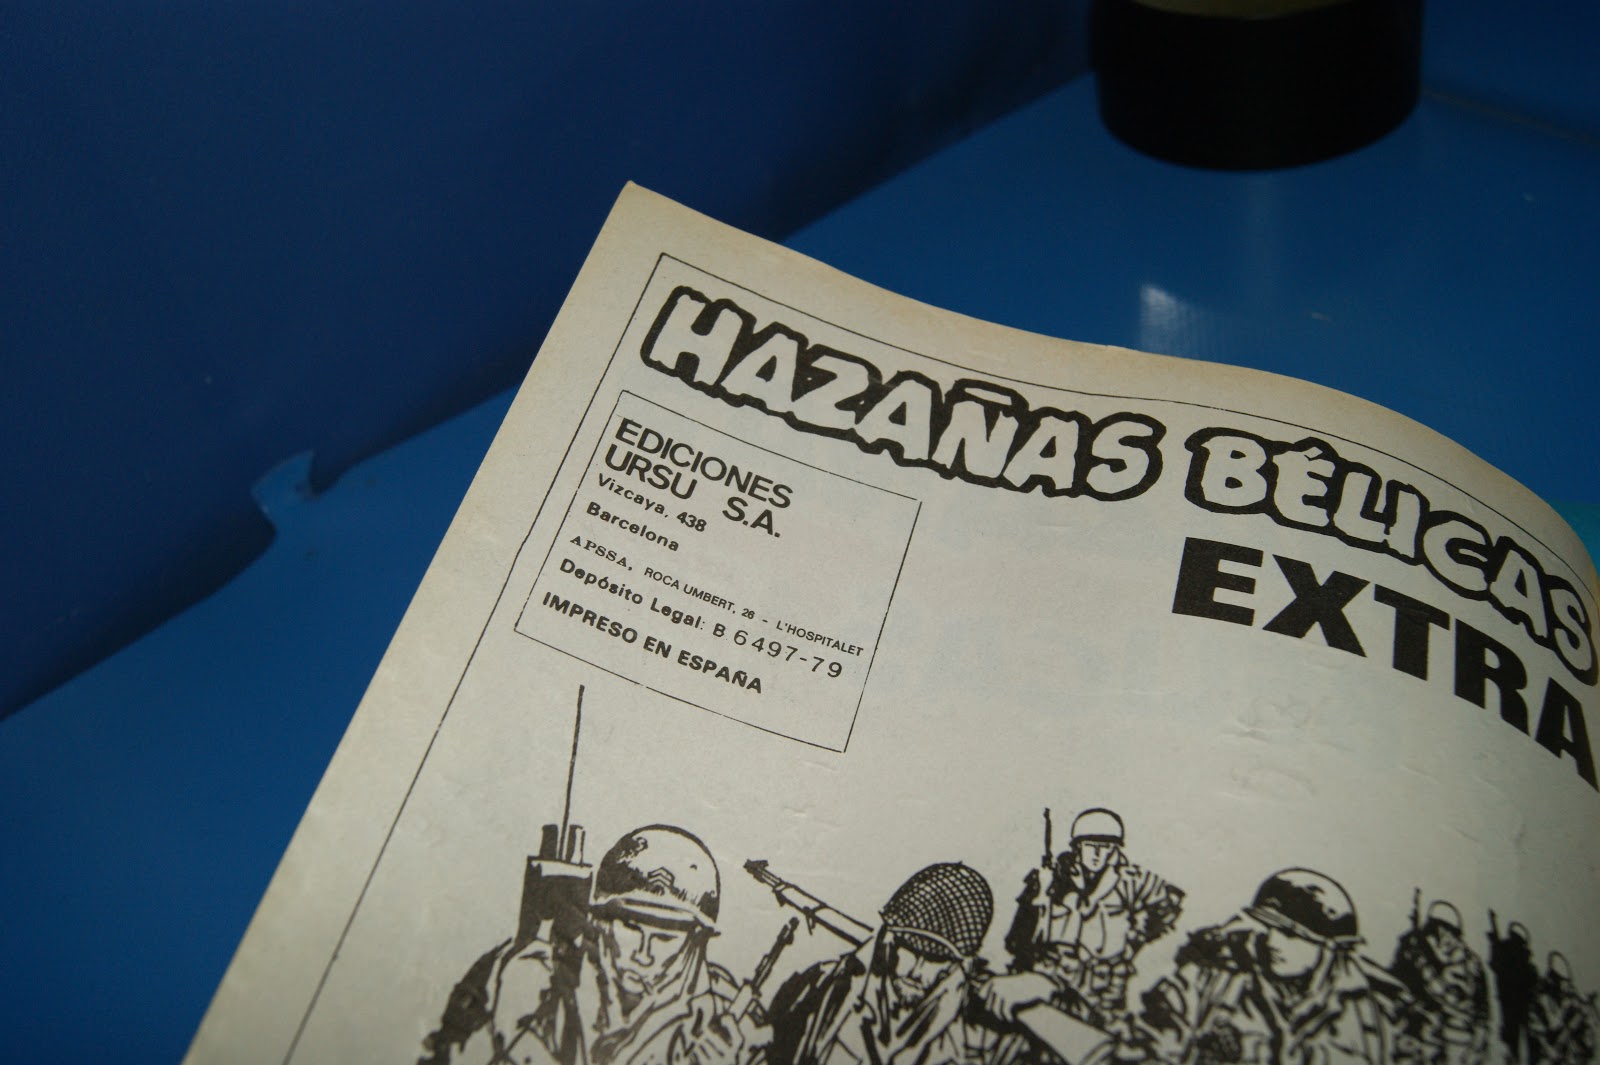 HAZAÑAS BÉLICAS
EXTRA
EDICIONES
URSU S.A.
Vizcaya, 438
Barcelona
APSSA, ROCA UMBERT, 26 - L'HOSPITALET
Depósito Legal: B 6497-79
IMPRESO EN ESPAÑA